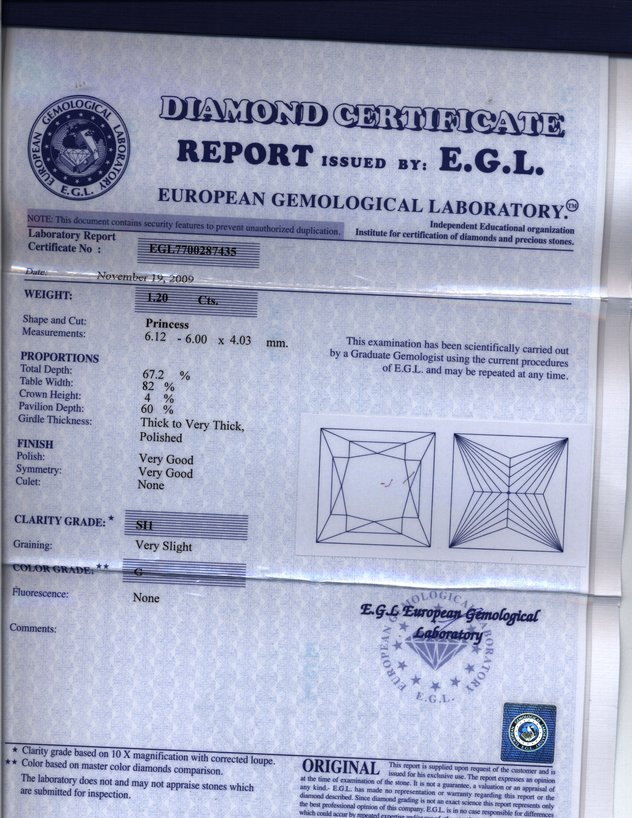 EUROPEAN GEMOLOGICAL LABORATORY
E.G.L.
DIAMOND CERTIFICATE
REPORT ISSUED BY: E.G.L.
EUROPEAN GEMOLOGICAL LABORATORY.™
NOTE: This document contains security features to prevent unauthorized duplication.
Independent Educational organization
Institute for certification of diamonds and precious stones.
Laboratory Report
Certificate No : EGL7700287435
Date: November 19, 2009
WEIGHT: 1.20 Cts.
Shape and Cut: Princess
Measurements: 6.12 - 6.00 x 4.03 mm.
This examination has been scientifically carried out
by a Graduate Gemologist using the current procedures
of E.G.L. and may be repeated at any time.
PROPORTIONS
Total Depth: 67.2 %
Table Width: 82 %
Crown Height: 4 %
Pavilion Depth: 60 %
Girdle Thickness: Thick to Very Thick,
Polished
FINISH
Polish: Very Good
Symmetry: Very Good
Culet: None
CLARITY GRADE: * SI1
Graining: Very Slight
COLOR GRADE: ** G
Fluorescence: None
Comments:
E.G.L European Gemological
Laboratory
EUROPEAN GEMOLOGICAL LABORATORY
E.G.L.
* Clarity grade based on 10 X magnification with corrected loupe.
** Color based on master color diamonds comparison.
The laboratory does not and may not appraise stones which
are submitted for inspection.
ORIGINAL This report is supplied upon request of the customer and is
issued for his exclusive use. The report expresses an opinion
at the time of examination of the stone. It is not a guarantee, a valuation or an appraisal of
any kind.- E.G.L. has made no representation or warranty regarding this report or the
diamond described. Since diamond grading is not an exact science this report represents only
the best professional opinion of this company. E.G.L. is in no case responsible for differences
which could occur by repeated